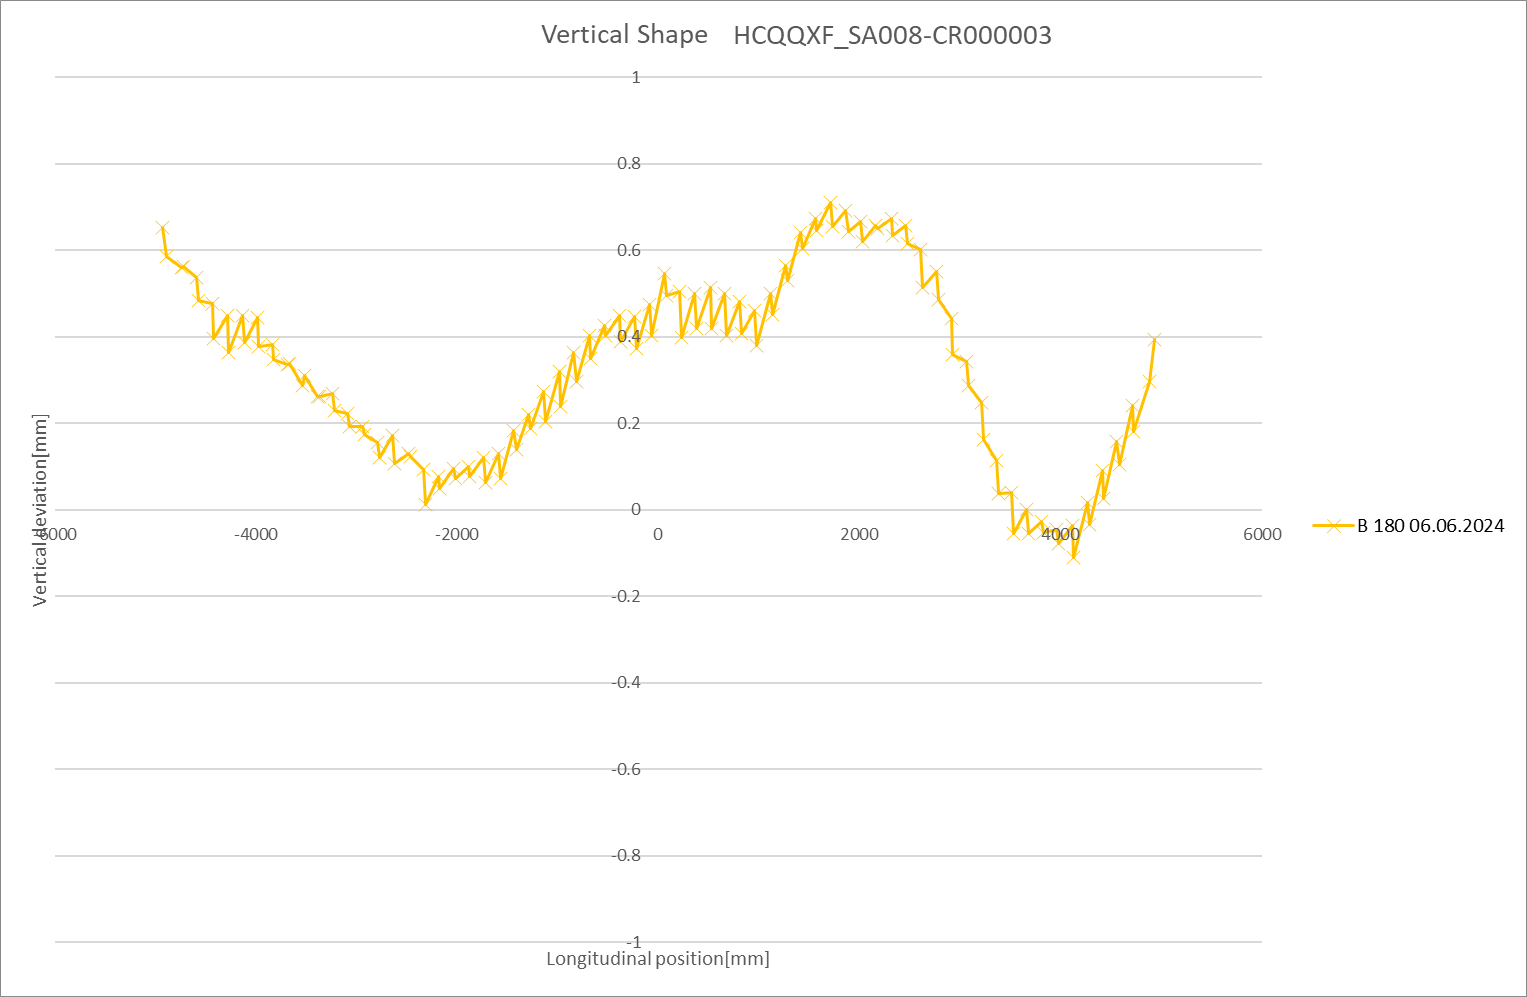 Vertical Shape HCQQXF_SA008-CR000003
1
0.8
0.6
0.4
0.2
0
-0.2
-0.4
-0.6
-0.8
-1
-6000 -4000 -2000 0 2000 4000 6000
Vertical deviation[mm]
Longitudinal position[mm]
B 180 06.06.2024